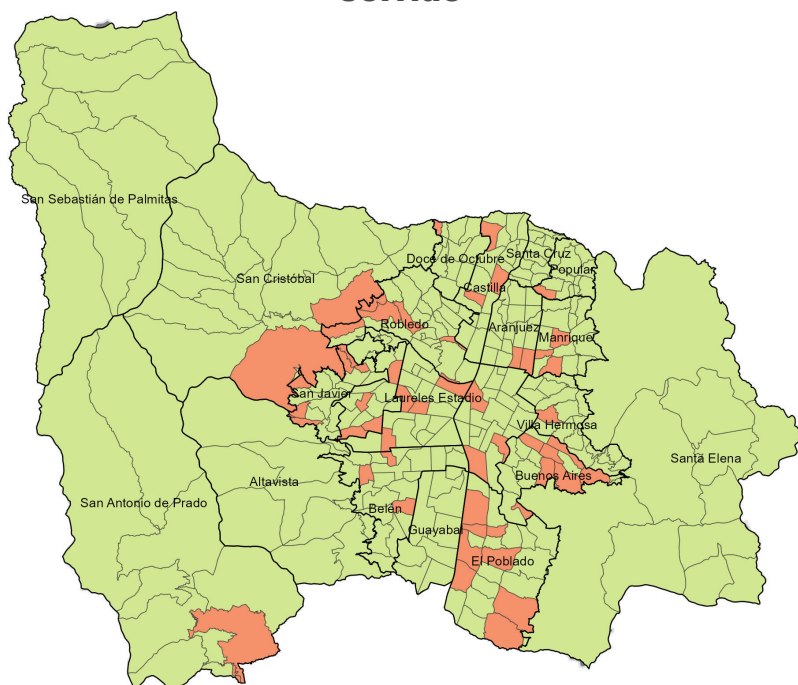 San Sebastián de Palmitas
San Cristóbal
Doce de Octubre
Santa Cruz
Popular
Castilla
Robledo
Aranjuez
Manrique
San Javier
Laureles Estadio
Villa Hermosa
Santa Elena
Buenos Aires
Altavista
San Antonio de Prado
Belén
Guayabal
El Poblado